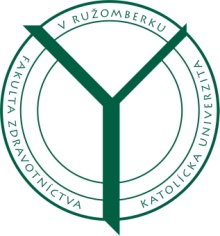 KATOLÍCKA UNIVERZITA
V RUŽOMBERKU
FAKULTA ZDRAVOTNÍCTVA